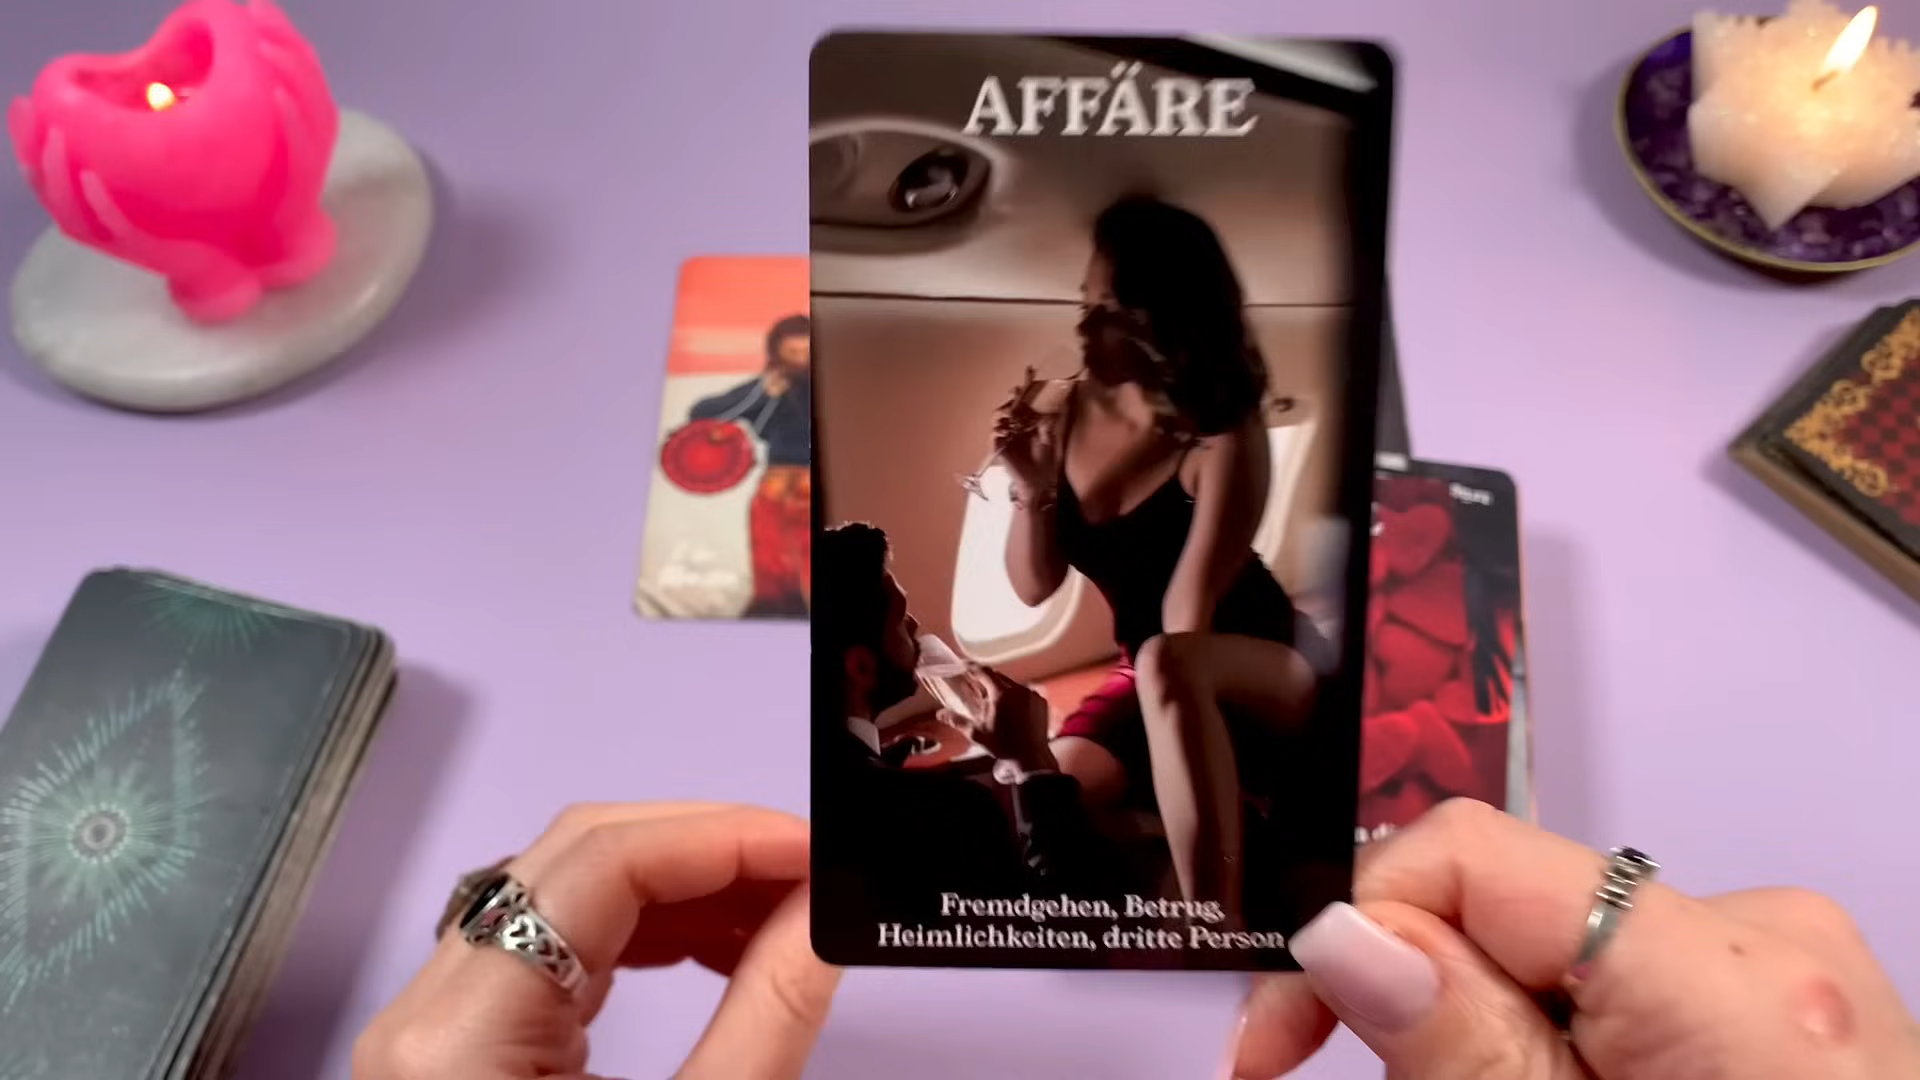 AFFÄRE
Fremdgehen, Betrug,
Heimlichkeiten, dritte Person